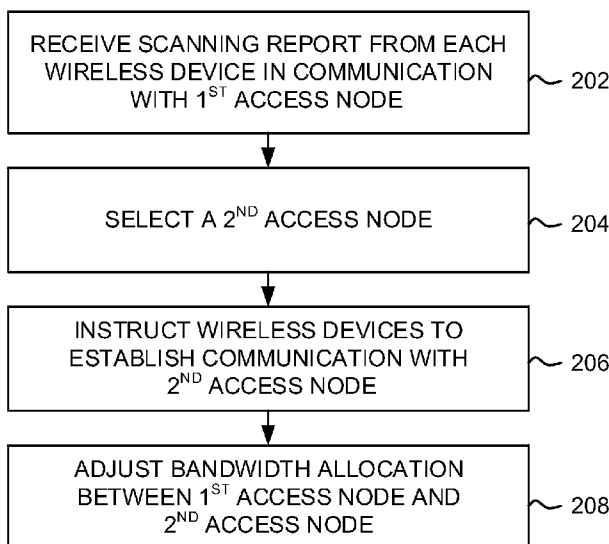 RECEIVE SCANNING REPORT FROM EACH
WIRELESS DEVICE IN COMMUNICATION
WITH 1ST ACCESS NODE
202
SELECT A 2ND ACCESS NODE
204
INSTRUCT WIRELESS DEVICES TO
ESTABLISH COMMUNICATION WITH
2ND ACCESS NODE
206
ADJUST BANDWIDTH ALLOCATION
BETWEEN 1ST ACCESS NODE AND
2ND ACCESS NODE
208